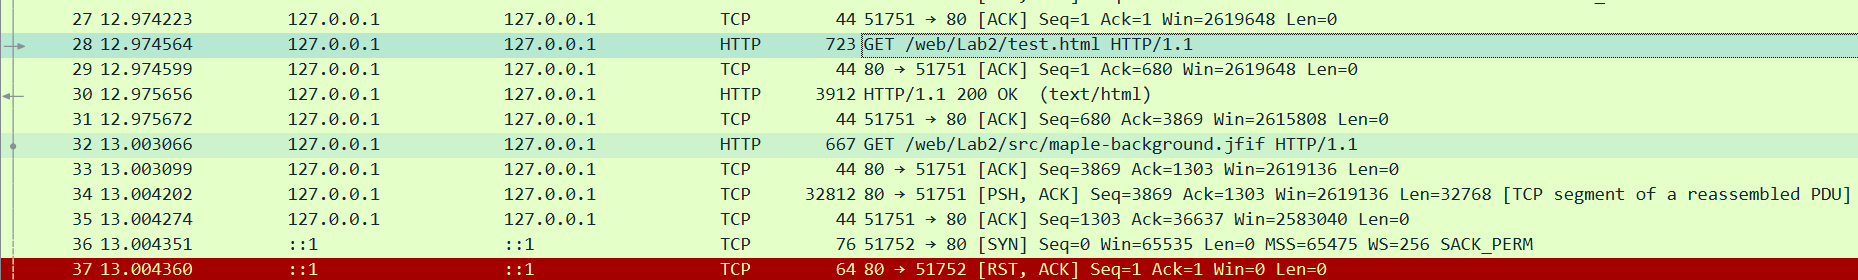 27 12.974223 127.0.0.1 127.0.0.1 TCP 44 51751 → 80 [ACK] Seq=1 Ack=1 Win=2619648 Len=0
28 12.974564 127.0.0.1 127.0.0.1 HTTP 723 GET /web/Lab2/test.html HTTP/1.1
29 12.974599 127.0.0.1 127.0.0.1 TCP 44 80 → 51751 [ACK] Seq=1 Ack=680 Win=2619648 Len=0
30 12.975656 127.0.0.1 127.0.0.1 HTTP 3912 HTTP/1.1 200 OK  (text/html)
31 12.975672 127.0.0.1 127.0.0.1 TCP 44 51751 → 80 [ACK] Seq=680 Ack=3869 Win=2615808 Len=0
32 13.003066 127.0.0.1 127.0.0.1 HTTP 667 GET /web/Lab2/src/maple-background.jfif HTTP/1.1
33 13.003099 127.0.0.1 127.0.0.1 TCP 44 80 → 51751 [ACK] Seq=3869 Ack=1303 Win=2619136 Len=0
34 13.004202 127.0.0.1 127.0.0.1 TCP 32812 80 → 51751 [PSH, ACK] Seq=3869 Ack=1303 Win=2619136 Len=32768 [TCP segment of a reassembled PDU]
35 13.004274 127.0.0.1 127.0.0.1 TCP 44 51751 → 80 [ACK] Seq=1303 Ack=36637 Win=2583040 Len=0
36 13.004351 ::1 ::1 TCP 76 51752 → 80 [SYN] Seq=0 Win=65535 Len=0 MSS=65475 WS=256 SACK_PERM
37 13.004360 ::1 ::1 TCP 64 80 → 51752 [RST, ACK] Seq=1 Ack=1 Win=0 Len=0